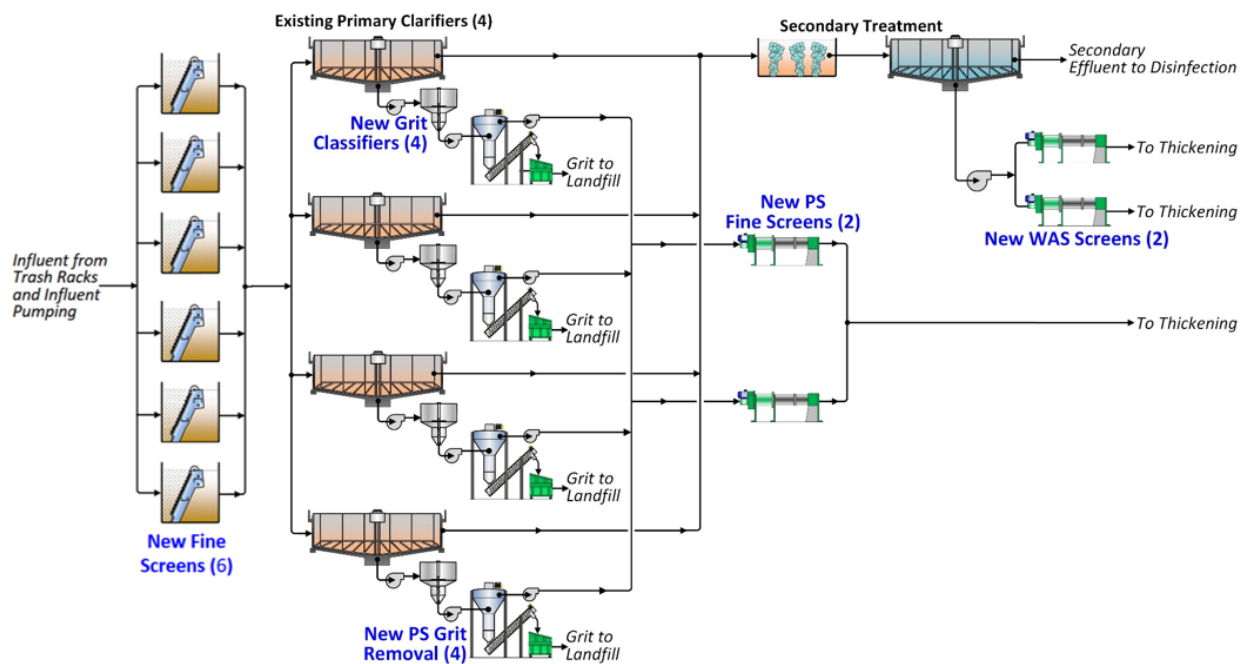 Existing Primary Clarifiers (4)
Secondary Treatment
Secondary
Effluent to Disinfection
New Grit
Classifiers (4)
Grit to
Landfill
To Thickening
To Thickening
New WAS Screens (2)
New PS
Fine Screens (2)
Influent from
Trash Racks
and Influent
Pumping
Grit to
Landfill
To Thickening
Grit to
Landfill
New Fine
Screens (6)
New PS Grit
Removal (4)
Grit to
Landfill